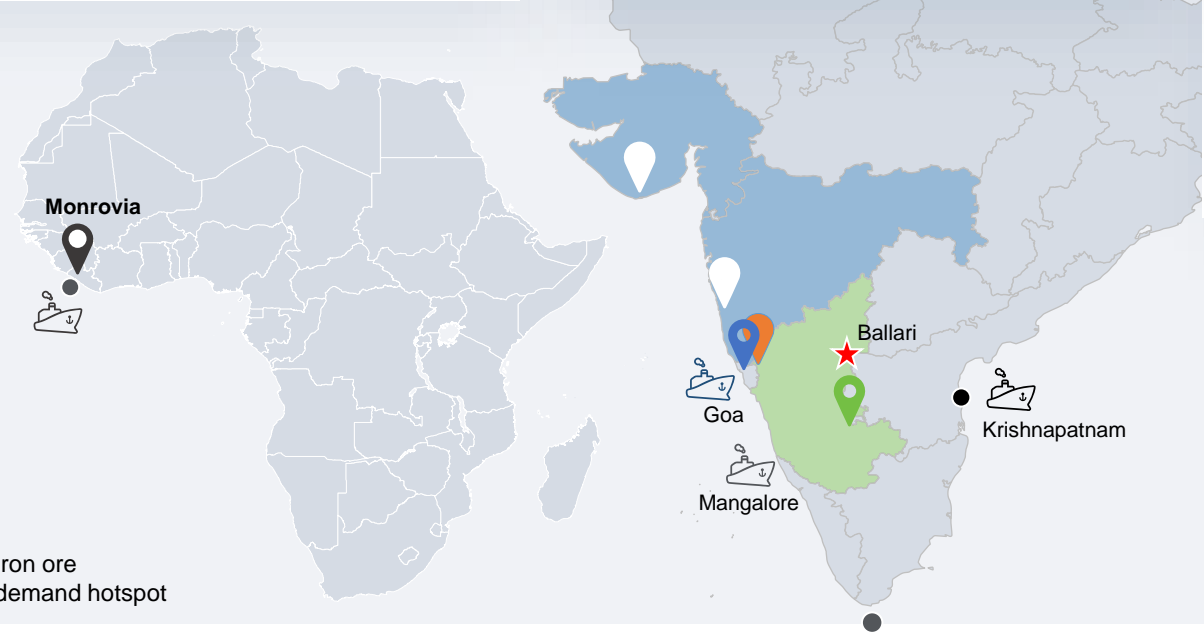 Monrovia
Ballari
Goa
Krishnapatnam
Mangalore
ron ore
demand hotspot